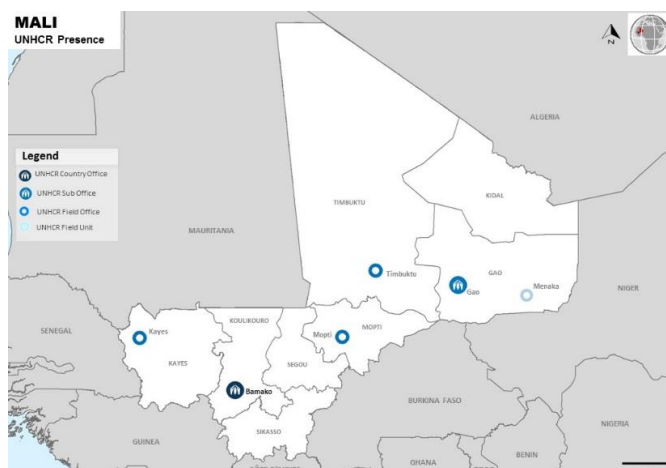 MALI
UNHCR Presence
N
ALGERIA
Legend
UNHCR Country Office
UNHCR Sub Office
UNHCR Field Office
UNHCR Field Unit
KIDAL
TIMBUKTU
MAURITANIA
Timbuktu
GAO
Gao
Menaka
NIGER
KOULIKOURO
SENEGAL
Kayes
Mopti
MOPTI
KAYES
SEGOU
Bamako
BURKINA FASO
SIKASSO
GUINEA
NIGERIA
BENIN
GHANA